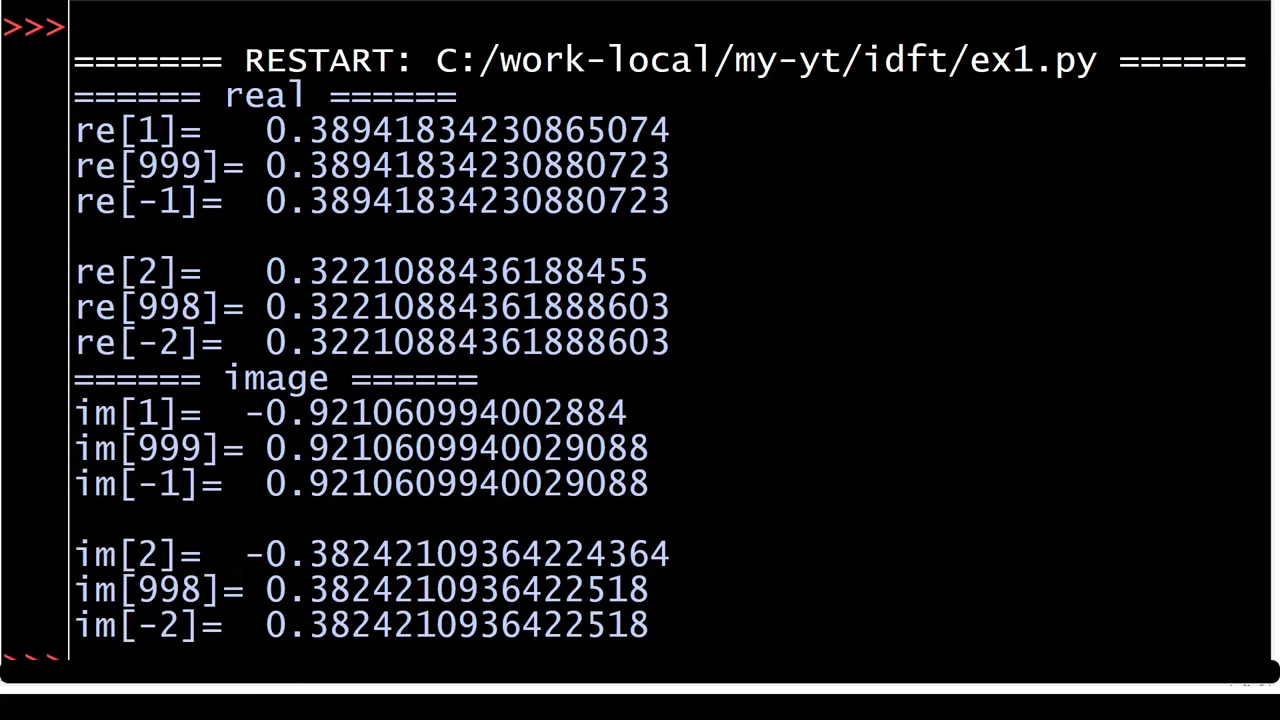 >>>
======= RESTART: C:/work-local/my-yt/idft/ex1.py ======
====== real ======
re[1]=   0.38941834230865074
re[999]= 0.38941834230880723
re[-1]=  0.38941834230880723
re[2]=   0.3221088436188455
re[998]= 0.32210884361888603
re[-2]=  0.32210884361888603
====== image ======
im[1]=  -0.921060994002884
im[999]= 0.9210609940029088
im[-1]=  0.9210609940029088
im[2]=  -0.38242109364224364
im[998]= 0.3824210936422518
im[-2]=  0.3824210936422518
>>>